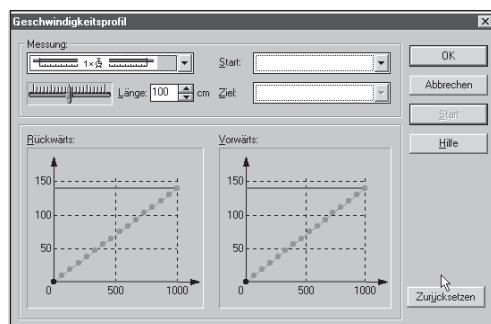 Geschwindigkeitsprofil
Messung:
1x
Start:
OK
Länge: 100 cm
Ziel:
Abbrechen
Start
Hilfe
Rückwärts:
Vorwärts:
150
100
50
0 500 1000
150
100
50
0 500 1000
Zurücksetzen